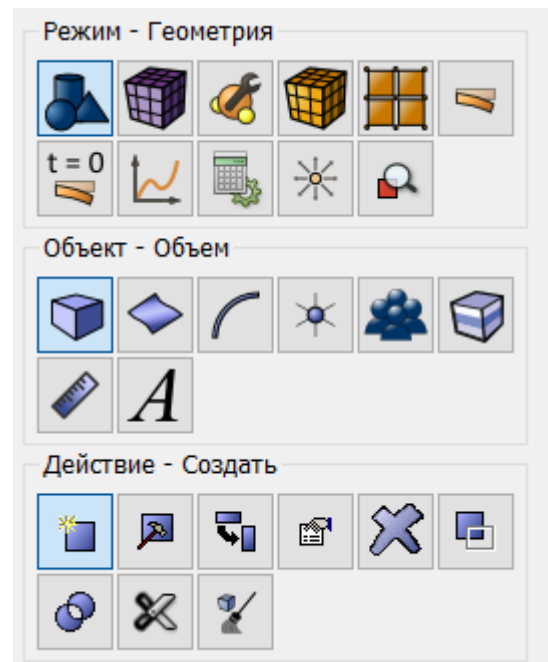 Режим - Геометрия
t = 0
Объект - Объем
A
Действие - Создать